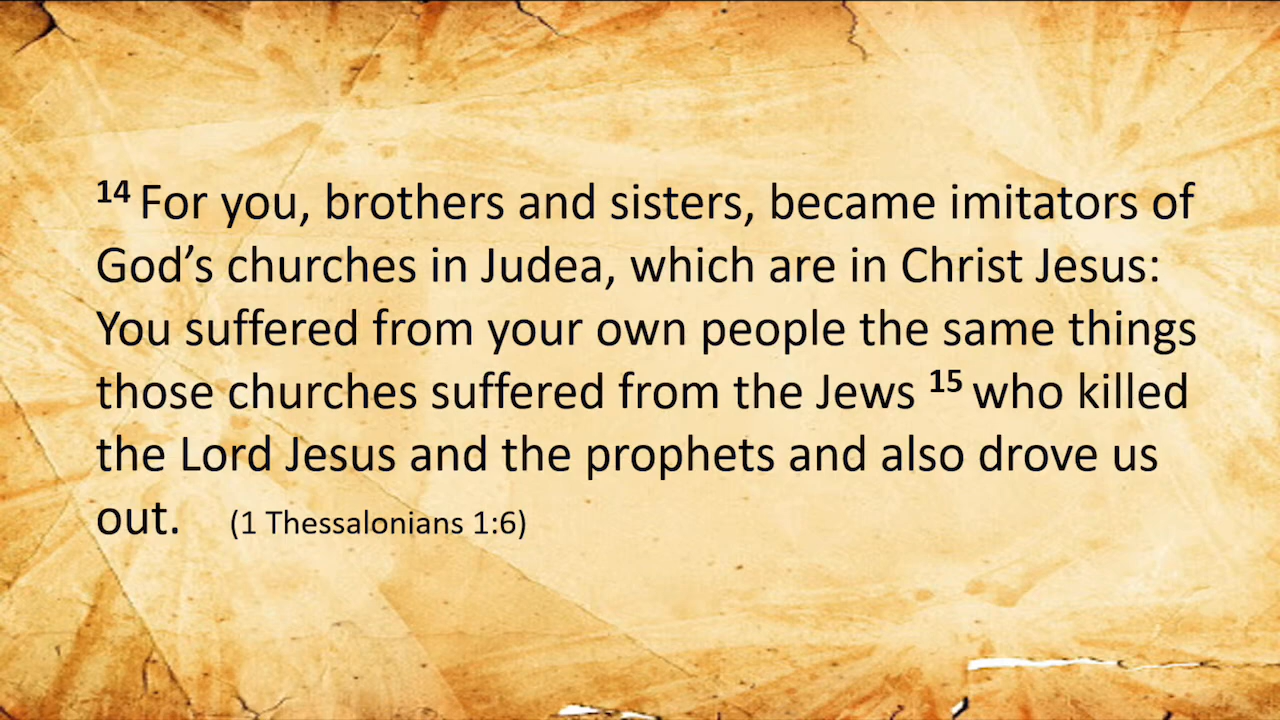 14 For you, brothers and sisters, became imitators of
God’s churches in Judea, which are in Christ Jesus:
You suffered from your own people the same things
those churches suffered from the Jews 15 who killed
the Lord Jesus and the prophets and also drove us
out. (1 Thessalonians 1:6)